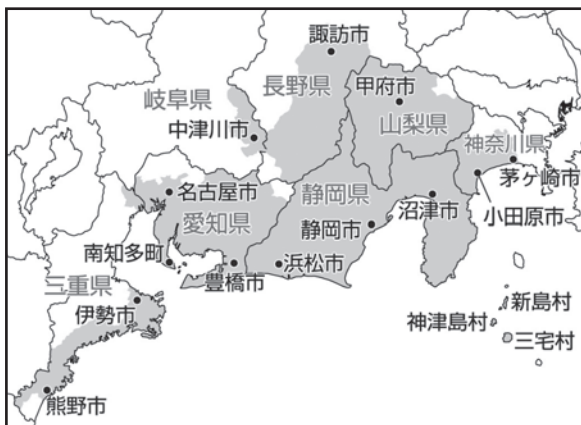 諏訪市
長野県
甲府市
岐阜県
山梨県
中津川市
神奈川県
茅ヶ崎市
名古屋市
静岡県
沼津市
小田原市
愛知県
静岡市
南知多町
豊橋市
浜松市
三重県
伊勢市
新島村
神津島村
三宅村
熊野市